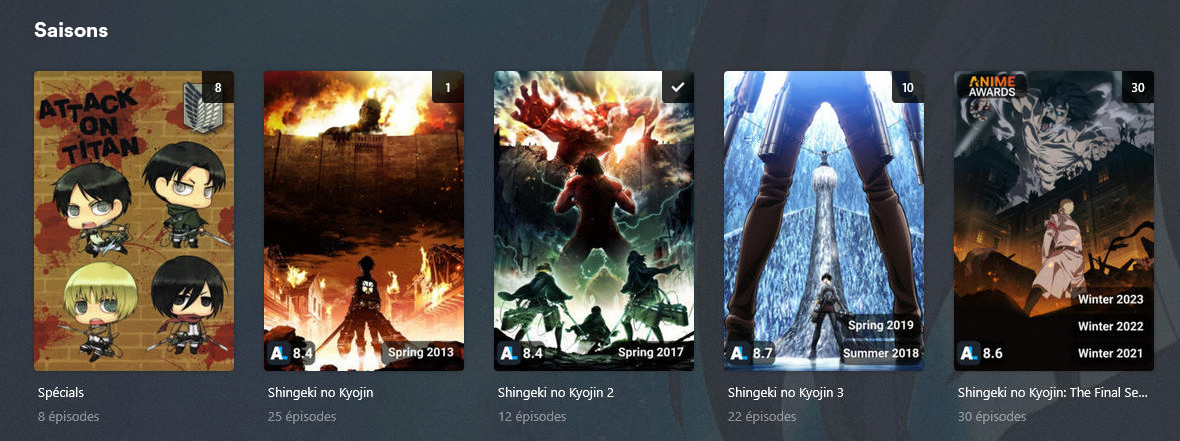 Saisons
8
ATTACK
ON
TITAN
Spécials
8 épisodes
1
A
L
8.4
Spring 2013
Shingeki no Kyojin
25 épisodes
A
L
8.4
Spring 2017
Shingeki no Kyojin 2
12 épisodes
10
Spring 2019
A
L
8.7
Summer 2018
Shingeki no Kyojin 3
22 épisodes
ANIME
AWARDS
30
Winter 2023
Winter 2022
A
L
8.6
Winter 2021
Shingeki no Kyojin: The Final Se...
30 épisodes